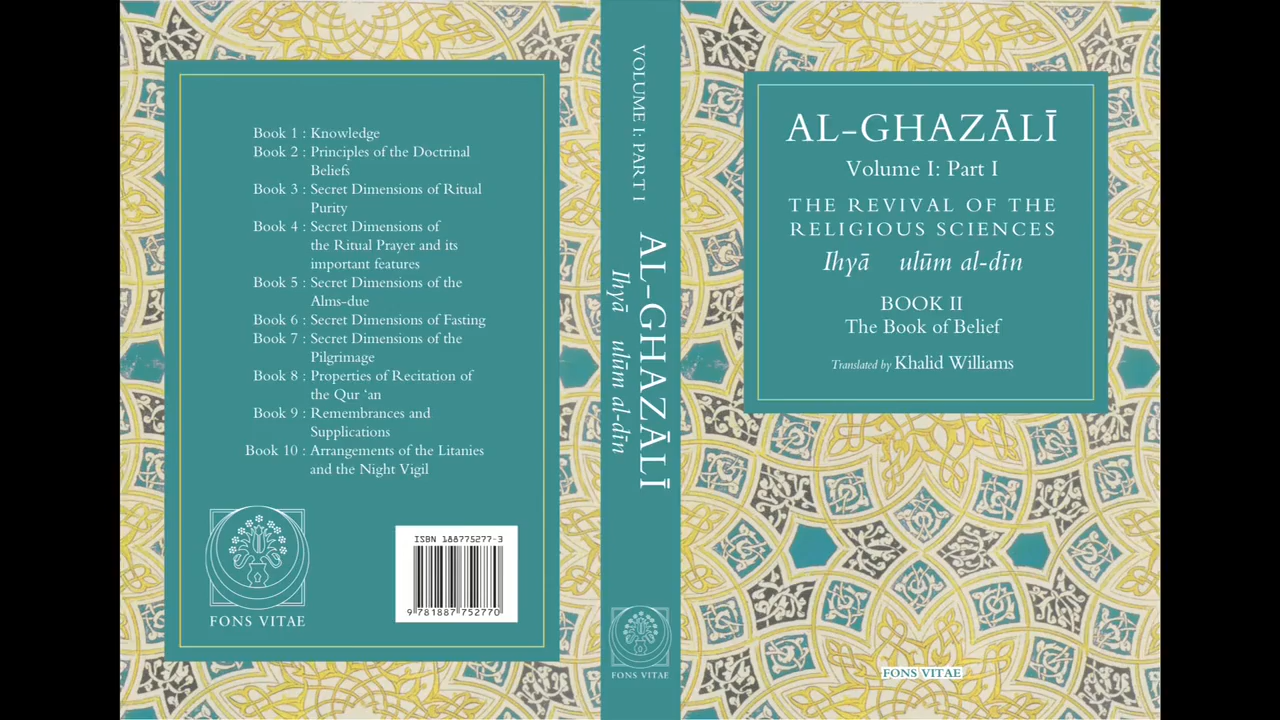 Book 1 : Knowledge
Book 2 : Principles of the Doctrinal
Beliefs
Book 3 : Secret Dimensions of Ritual
Purity
Book 4 : Secret Dimensions of
the Ritual Prayer and its
important features
Book 5 : Secret Dimensions of the
Alms-due
Book 6 : Secret Dimensions of Fasting
Book 7 : Secret Dimensions of the
Pilgrimage
Book 8 : Properties of Recitation of
the Qur ‘an
Book 9 : Remembrances and
Supplications
Book 10 : Arrangements of the Litanies
and the Night Vigil
FONS VITAE
ISBN 188775277-3
9 781887 752770
VOLUME I: PART I
AL-GHAZĀLĪ
Ihyā ulūm al-dīn
FONS VITAE
AL-GHAZĀLĪ
Volume I: Part I
THE REVIVAL OF THE
RELIGIOUS SCIENCES
Ihyā ulūm al-dīn
BOOK II
The Book of Belief
Translated by Khalid Williams
FONS VITAE